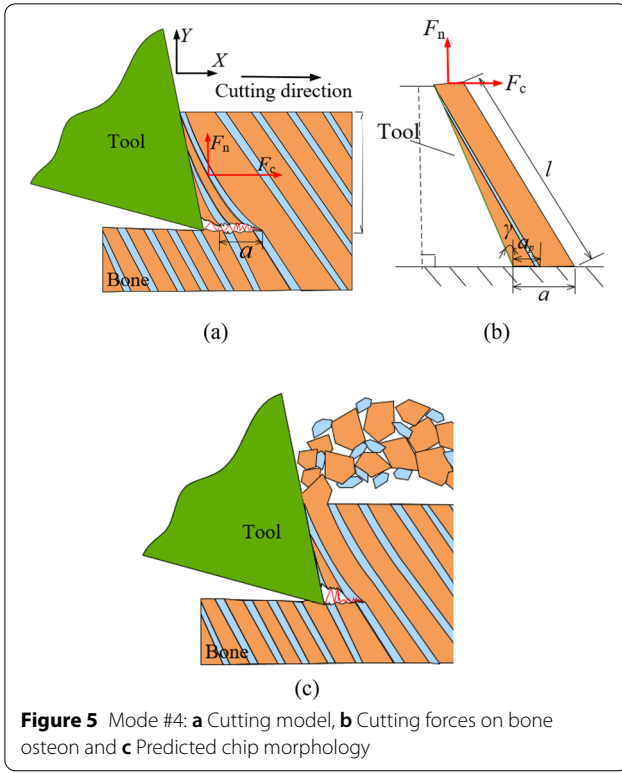 Y
X
Cutting direction
Tool
Fn
Fc
a
Bone
(a)
Fn
Fc
Tool
l
γ
a
(b)
Tool
Bone
(c)
Figure 5 Mode #4: a Cutting model, b Cutting forces on bone
osteon and c Predicted chip morphology